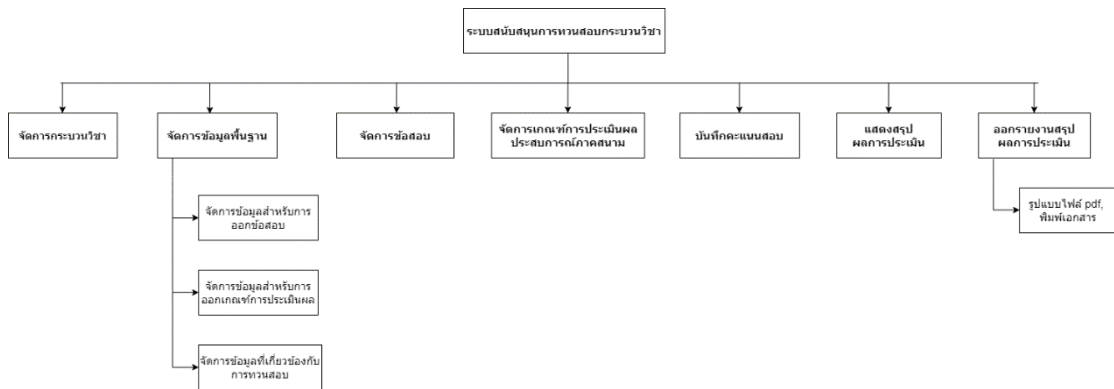 ระบบสนับสนุนการทวนสอบกระบวนวิชา
จัดการกระบวนวิชา
จัดการข้อมูลพื้นฐาน
จัดการข้อสอบ
จัดการเกณฑ์การประเมินผล
ประสบการณ์ภาคสนาม
บันทึกคะแนนสอบ
แสดงสรุป
ผลการประเมิน
ออกรายงานสรุป
ผลการประเมิน
จัดการข้อมูลสำหรับการ
ออกข้อสอบ
รูปแบบไฟล์ pdf,
พิมพ์เอกสาร
จัดการข้อมูลสำหรับการ
ออกเกณฑ์การประเมินผล
จัดการข้อมูลที่เกี่ยวข้องกับ
การทวนสอบ